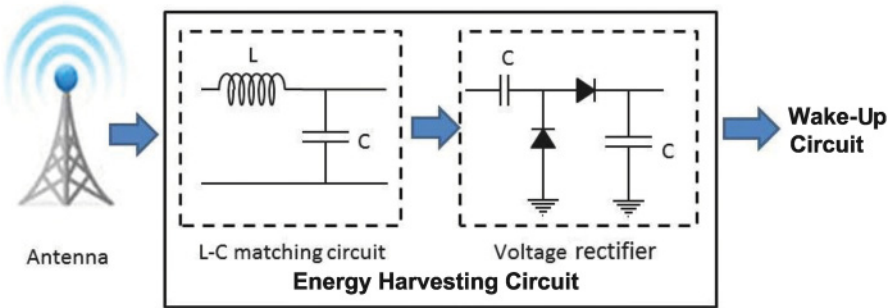 L
C
C
C
Wake-Up
Circuit
Antenna
L-C matching circuit
Voltage rectifier
Energy Harvesting Circuit